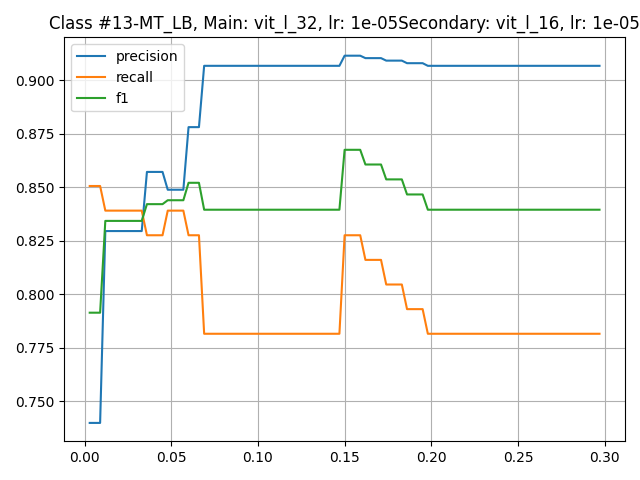 Class #13-MT_LB, Main: vit_l_32, lr: 1e-05Secondary: vit_l_16, lr: 1e-05
precision
recall
f1
0.900
0.875
0.850
0.825
0.800
0.775
0.750
0.00 0.05 0.10 0.15 0.20 0.25 0.30